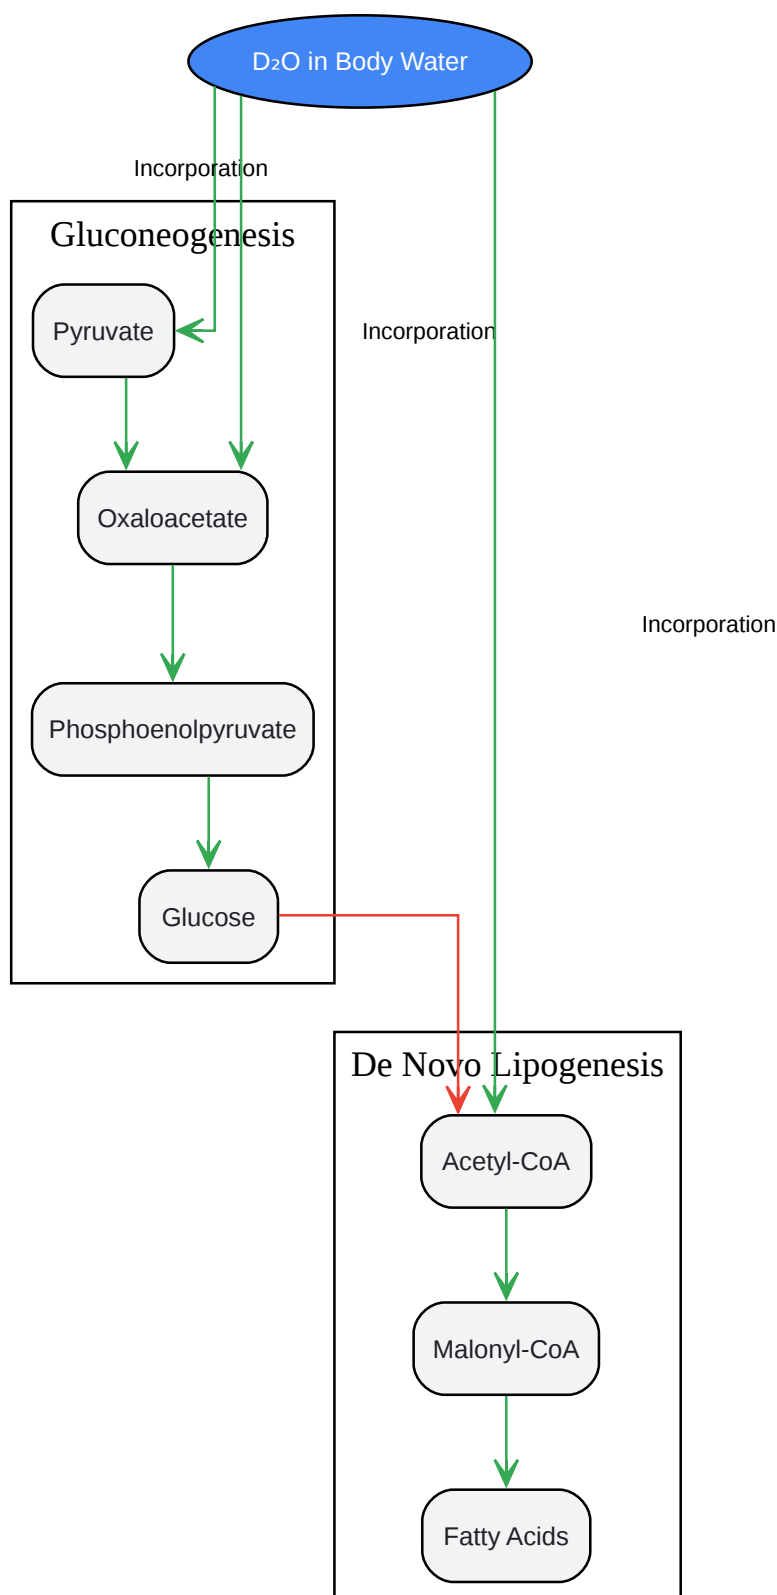 D₂O in Body Water
Incorporation
Gluconeogenesis
Pyruvate
Incorporation
Oxaloacetate
Incorporation
Phosphoenolpyruvate
Glucose
De Novo Lipogenesis
Acetyl-CoA
Malonyl-CoA
Fatty Acids